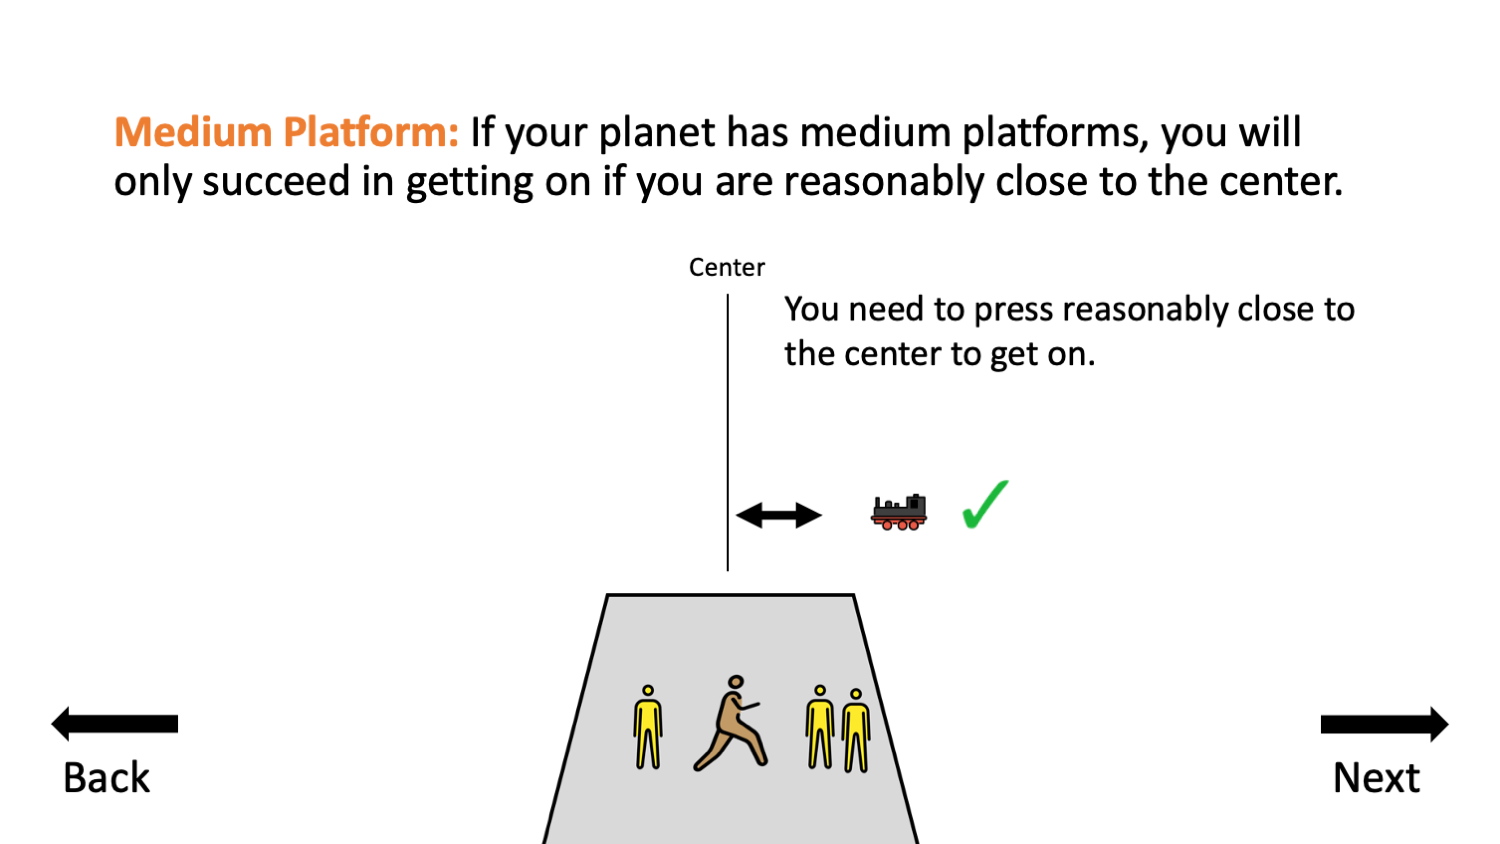 Medium Platform: If your planet has medium platforms, you will
only succeed in getting on if you are reasonably close to the center.
Center
You need to press reasonably close to
the center to get on.
Back
Next